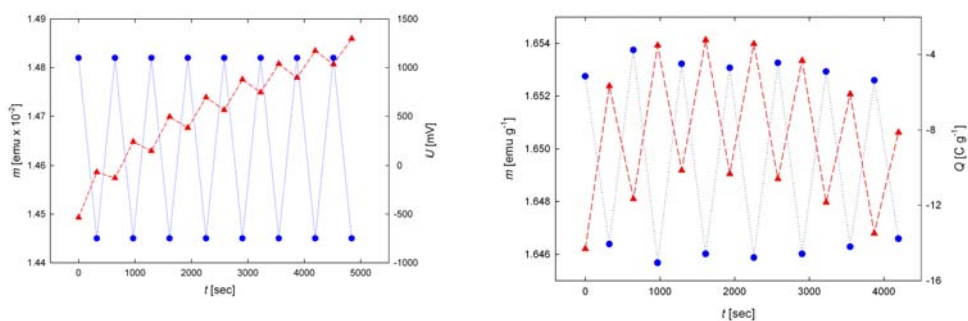 1.49
1.48
1.47
1.46
1.45
1.44
m [emu x 10-2]
0 1000 2000 3000 4000 5000
t [sec]
1500
1000
500
0
-500
-1000
U [mV]
1.654
1.652
1.650
1.648
1.646
m [emu g-1]
0 1000 2000 3000 4000
t [sec]
-4
-8
-12
-16
Q [C g-1]